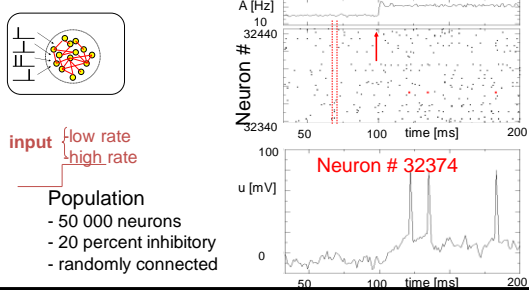 A [Hz]
10
32440
Neuron #
32340
50
100
time [ms]
200
input
low rate
high rate
Population
- 50 000 neurons
- 20 percent inhibitory
- randomly connected
100
Neuron # 32374
u [mV]
0
50
100
time [ms]
200